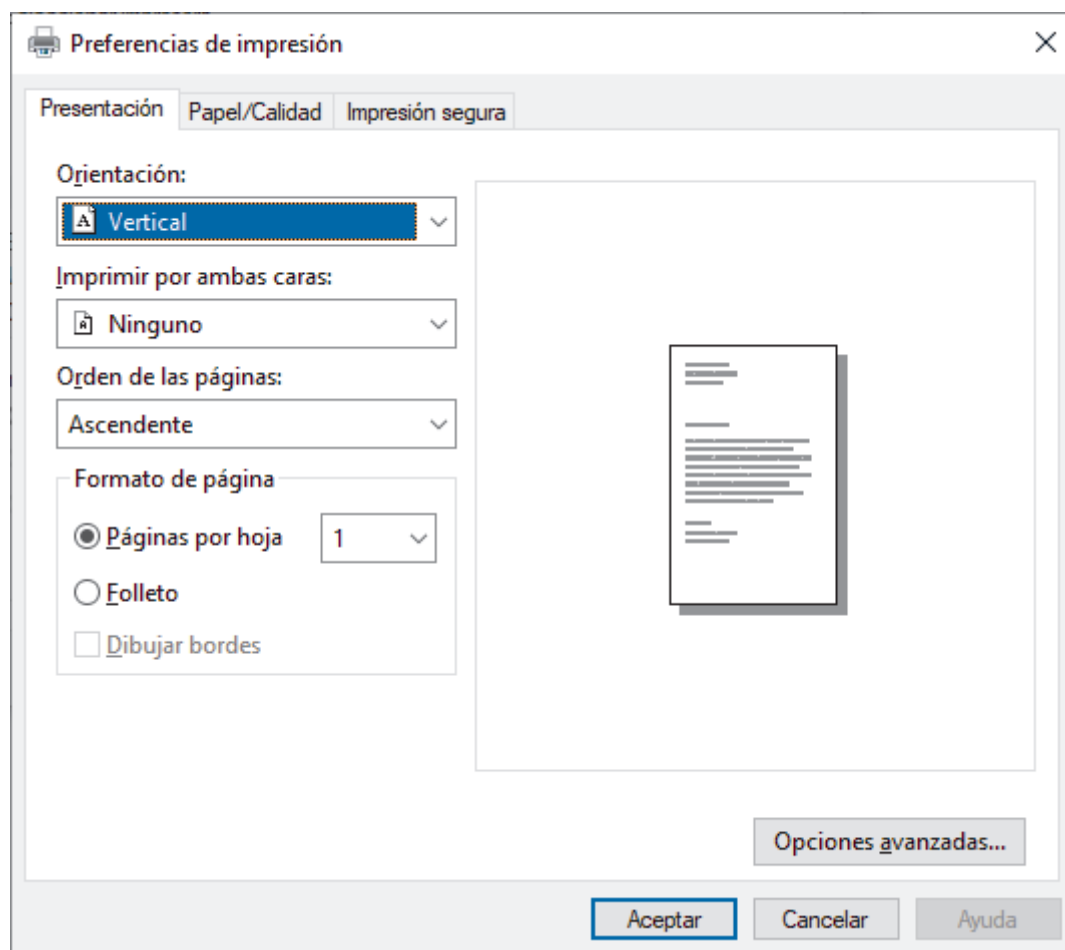 Preferencias de impresión
Presentación Papel/Calidad Impresión segura
Orientación:
Vertical
Imprimir por ambas caras:
Ninguno
Orden de las páginas:
Ascendente
Formato de página
Páginas por hoja 1
Folleto
Dibujar bordes
Opciones avanzadas...
Aceptar Cancelar Ayuda